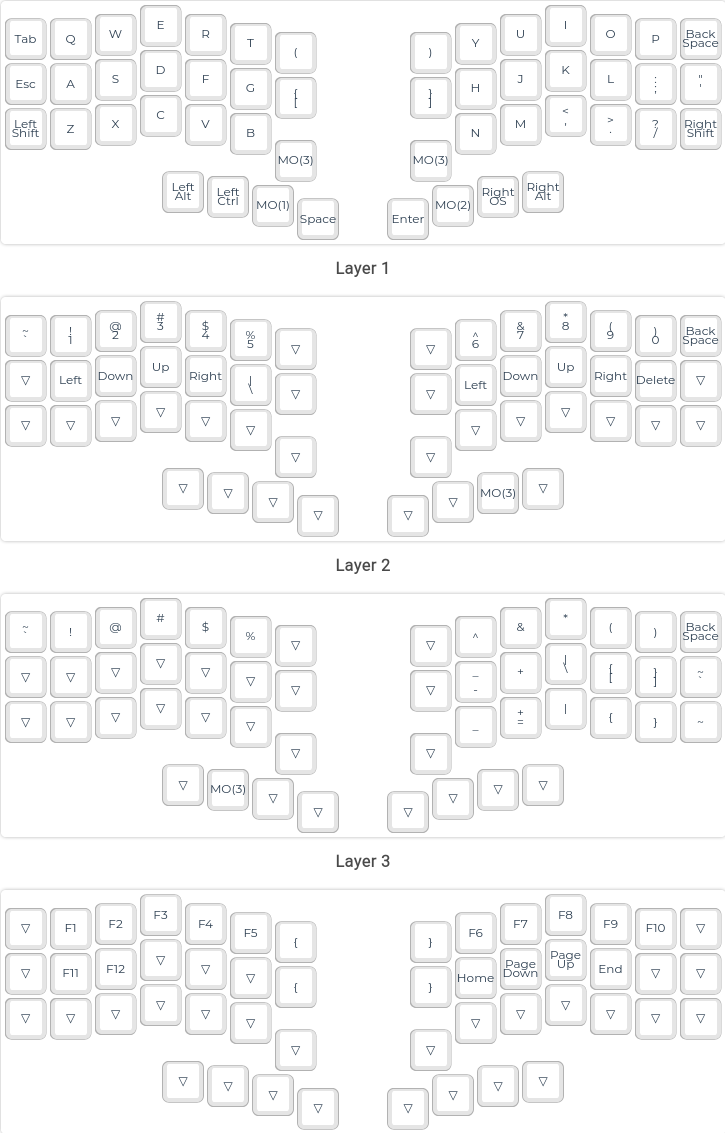 Tab Q W E R T ( ) Y U I O P Back Space
Esc A S D F G { [ } ] H J K L : ; " '
Left Shift Z X C V B MO(3) MO(3) N M < , > . ? / Right Shift
Left Alt Left Ctrl MO(1) Space Enter MO(2) Right OS Right Alt
Layer 1
~ ` ! 1 @ 2 # 3 $ 4 % 5 ▽ ▽ ^ 6 & 7 * 8 ( 9 ) 0 Back Space
▽ Left Down Up Right | \ ▽ ▽ Left Down Up Right Delete ▽
▽ ▽ ▽ ▽ ▽ ▽ ▽ ▽ ▽ ▽ ▽ ▽ ▽ ▽
▽ ▽ ▽ ▽ ▽ ▽ MO(3) ▽
Layer 2
~ ` ! @ # $ % ▽ ▽ ^ & * ( ) Back Space
▽ ▽ ▽ ▽ ▽ ▽ ▽ ▽ _ - + | \ { [ } ] ~ `
▽ ▽ ▽ ▽ ▽ ▽ ▽ ▽ _ + = | { } ~
▽ MO(3) ▽ ▽ ▽ ▽ ▽ ▽
Layer 3
▽ F1 F2 F3 F4 F5 { } F6 F7 F8 F9 F10 ▽
▽ F11 F12 ▽ ▽ ▽ { } Home Page Down Page Up End ▽ ▽
▽ ▽ ▽ ▽ ▽ ▽ ▽ ▽ ▽ ▽ ▽ ▽ ▽ ▽
▽ ▽ ▽ ▽ ▽ ▽ ▽ ▽